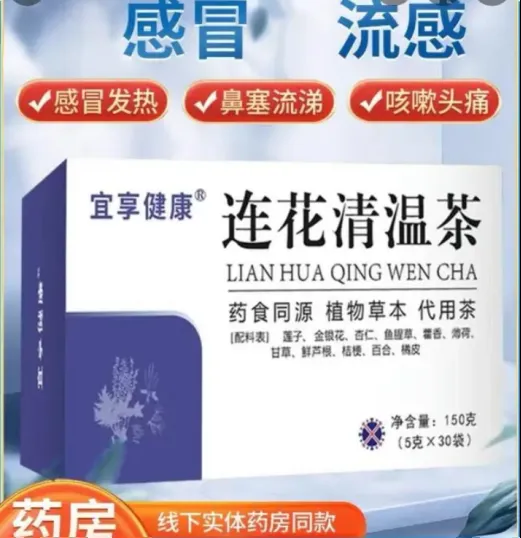 感冒 流感
感冒发热 鼻塞流涕 咳嗽头痛
宜享健康®
连花清温茶
LIAN HUA QING WEN CHA
药食同源 植物草本 代用茶
[配料表] 莲子、金银花、杏仁、鱼腥草、藿香、薄荷、
甘草、鲜芦根、桔梗、百合、橘皮
净含量：150克
(5克×30袋)
药房
线下实体药房同款